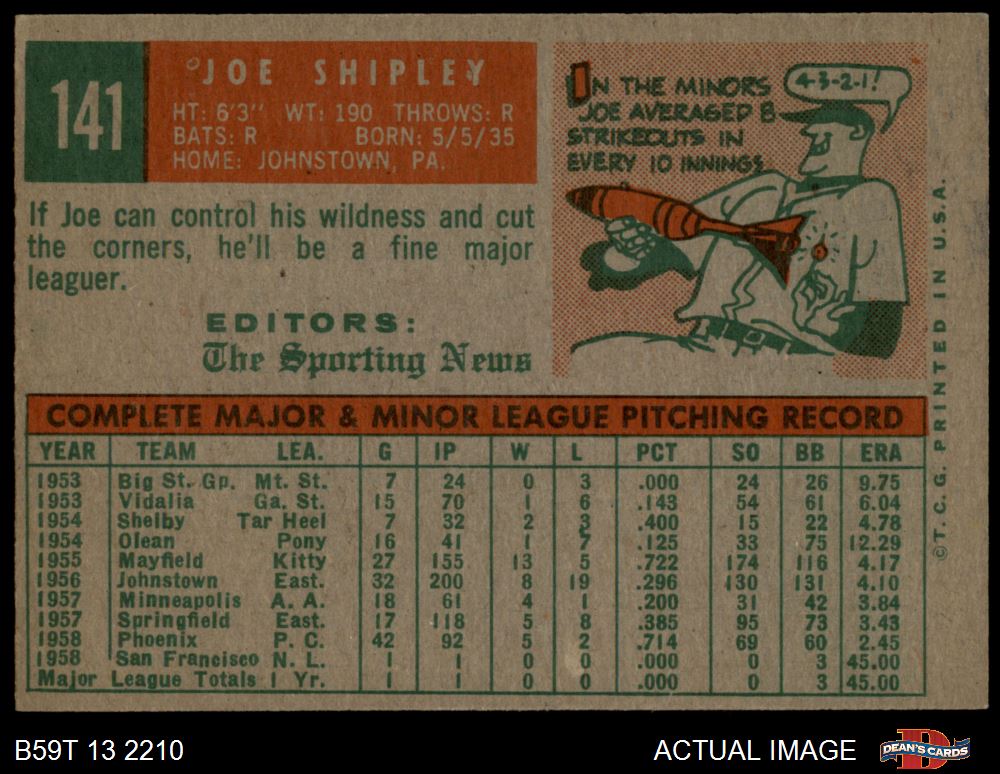 141
JOE SHIPLEY
HT: 6'3" WT: 190 THROWS: R
BATS: R BORN: 5/5/35
HOME: JOHNSTOWN, PA.
If Joe can control his wildness and cut
the corners, he'll be a fine major
leaguer.
EDITORS:
The Sporting News
IN THE MINORS
JOE AVERAGED 8
STRIKEOUTS IN
EVERY 10 INNINGS
4-3-2-1!
COMPLETE MAJOR & MINOR LEAGUE PITCHING RECORD
YEAR TEAM LEA. G IP W L PCT SO BB ERA
1953 Big St. Gp. Mt. St. 7 24 0 3 .000 24 26 9.75
1953 Vidalia Ga. St. 15 70 1 6 .143 54 61 6.04
1954 Shelby Tar Heel 7 32 2 3 .400 15 22 4.78
1954 Olean Pony 16 41 1 7 .125 33 75 12.29
1955 Mayfield Kitty 27 155 13 5 .722 174 116 4.17
1956 Johnstown East. 32 200 8 19 .296 130 131 4.10
1957 Minneapolis A. A. 18 61 4 1 .200 31 42 3.84
1957 Springfield East. 17 118 5 8 .385 95 73 3.43
1958 Phoenix P. C. 42 92 5 2 .714 69 60 2.45
1958 San Francisco N. L. 1 1 0 0 .000 0 3 45.00
Major League Totals 1 Yr. 1 1 0 0 .000 0 3 45.00
©T. C. G. PRINTED IN U.S.A.
B59T 13 2210
ACTUAL IMAGE
DEAN'S CARDS